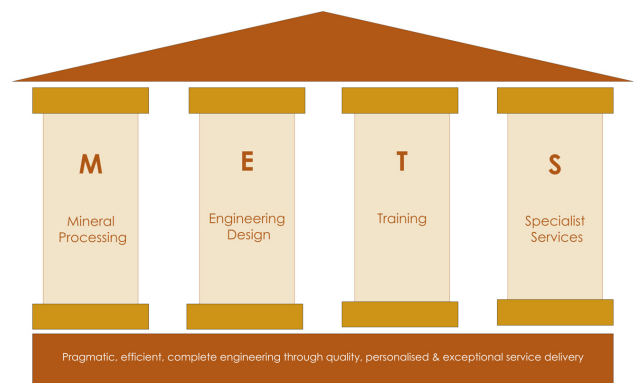 M
Mineral
Processing
E
Engineering
Design
T
Training
S
Specialist
Services
Pragmatic, efficient, complete engineering through quality, personalised & exceptional service delivery